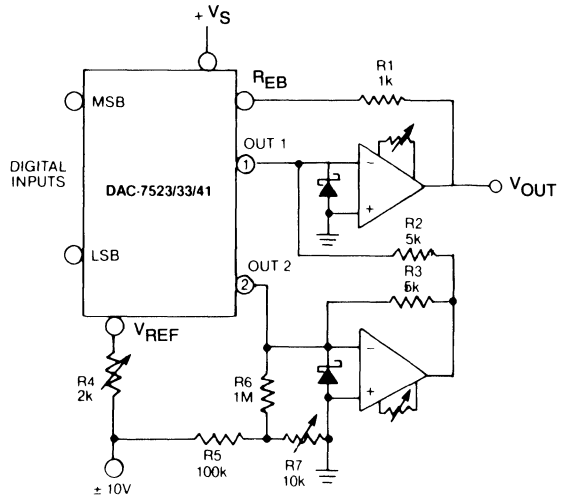 + VS
REB
R1
1k
MSB
OUT 1
1
DIGITAL
INPUTS
DAC-7523/33/41
VOUT
R2
5k
R3
5k
LSB
OUT 2
2
VREF
R4
2k
R6
1M
R5
100k
R7
10k
± 10V
−
+
−
+